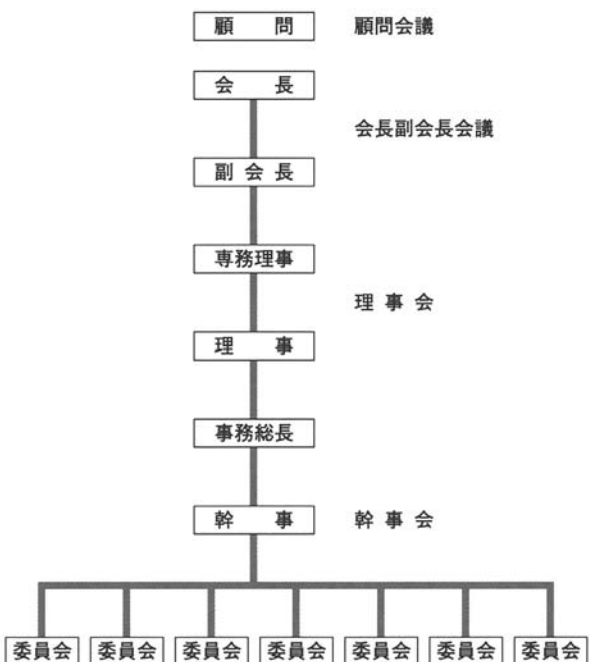 顧問 顧問会議
会長
会長副会長会議
副会長
専務理事
理事会
理事
事務総長
幹事 幹事会
委員会 委員会 委員会 委員会 委員会 委員会 委員会